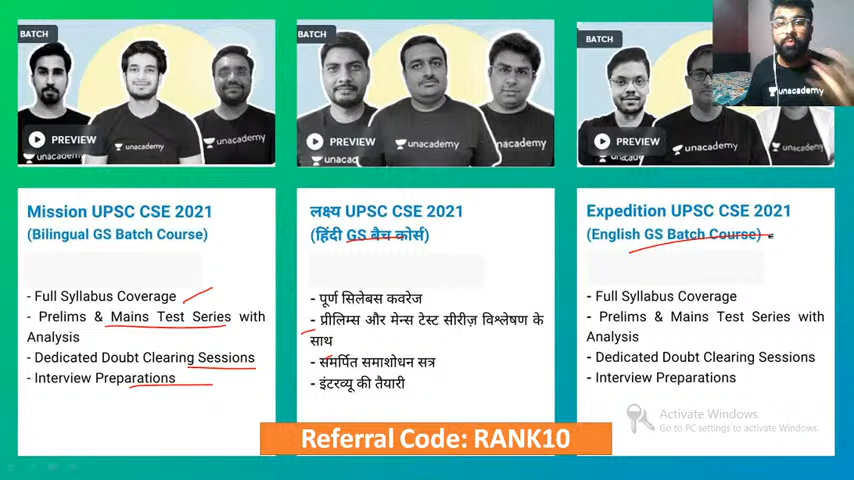 BATCH
PREVIEW
unacademy
unacademy
unacademy
BATCH
PREVIEW
unacademy
unacademy
BATCH
PREVIEW
unacademy
unacademy
unacademy
Mission UPSC CSE 2021
(Bilingual GS Batch Course)
- Full Syllabus Coverage
- Prelims & Mains Test Series with
Analysis
- Dedicated Doubt Clearing Sessions
- Interview Preparations
लक्ष्य UPSC CSE 2021
(हिंदी GS बैच कोर्स)
- पूर्ण सिलेबस कवरेज
- प्रीलिम्स और मेन्स टेस्ट सीरीज़ विश्लेषण के
साथ
- समर्पित समाशोधन सत्र
- इंटरव्यू की तैयारी
Expedition UPSC CSE 2021
(English GS Batch Course)
- Full Syllabus Coverage
- Prelims & Mains Test Series with
Analysis
- Dedicated Doubt Clearing Sessions
- Interview Preparations
Activate Windows
Go to PC settings to activate Windows.
Referral Code: RANK10